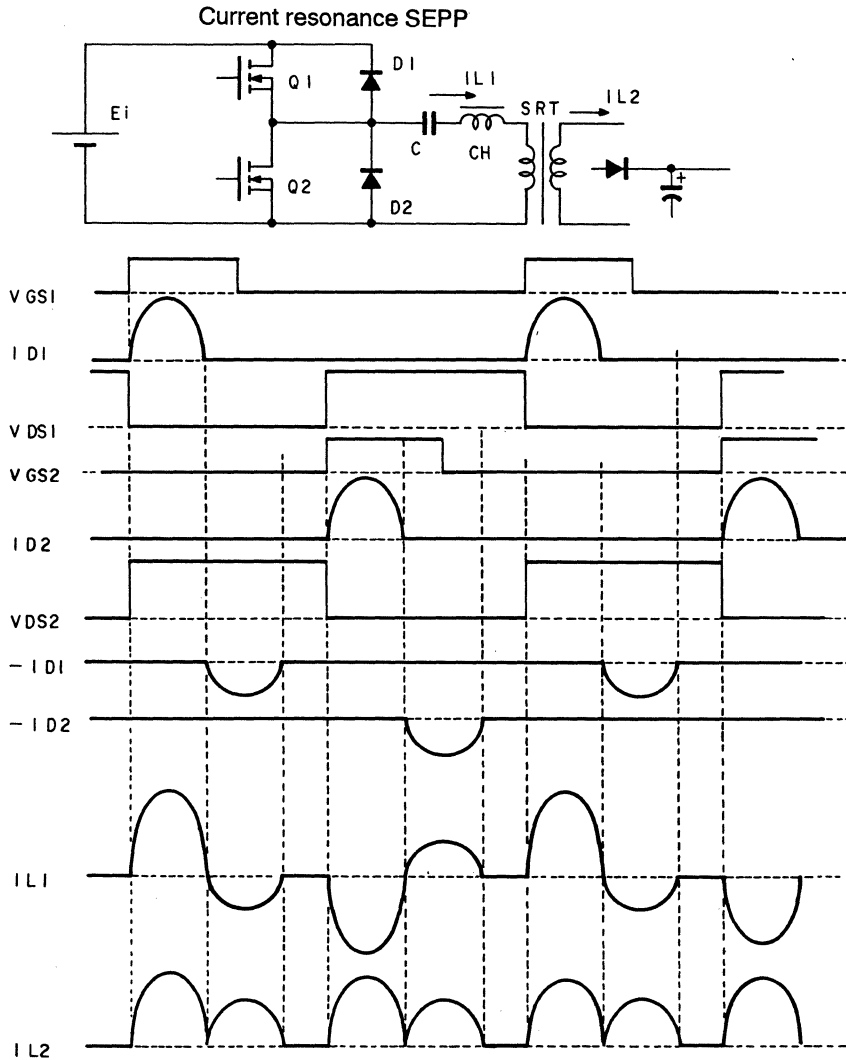 Current resonance SEPP
D1
IL1
Q1
SRT
IL2
Ei
C
CH
+
Q2
D2
VGS1
ID1
VDS1
VGS2
ID2
VDS2
-ID1
-ID2
IL1
IL2